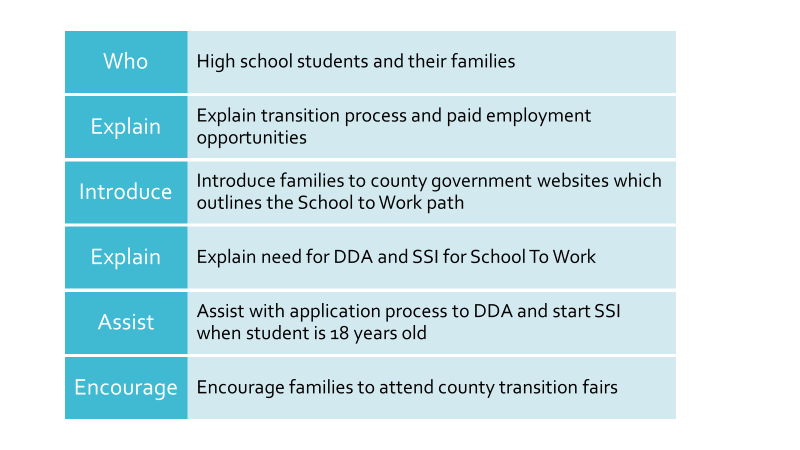 Who
High school students and their families
Explain
Explain transition process and paid employment
opportunities
Introduce
Introduce families to county government websites which
outlines the School to Work path
Explain
Explain need for DDA and SSI for School To Work
Assist
Assist with application process to DDA and start SSI
when student is 18 years old
Encourage
Encourage families to attend county transition fairs